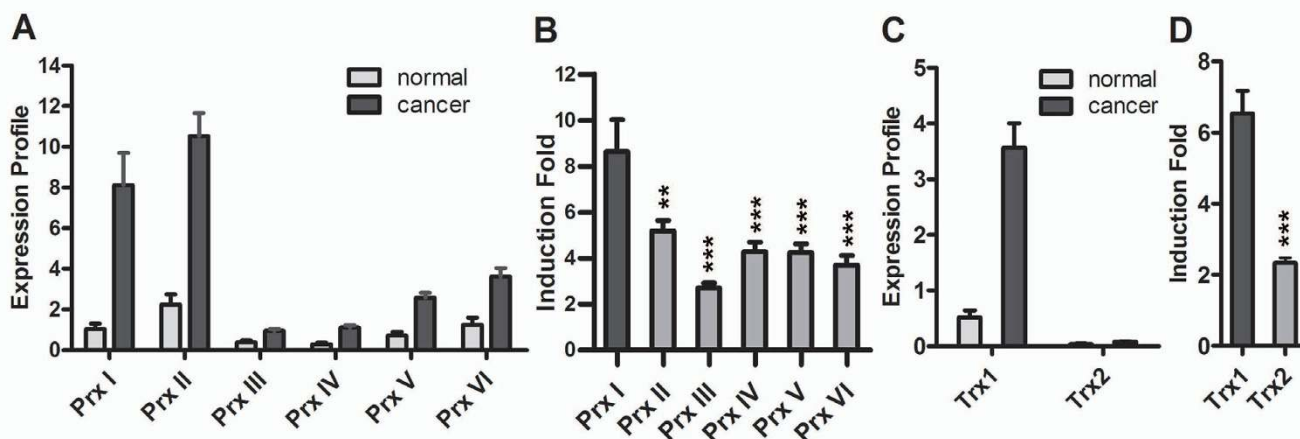 A
Expression Profile
14
12
10
8
6
4
2
0
normal
cancer
Prx I
Prx II
Prx III
Prx IV
Prx V
Prx VI
B
Induction Fold
12
10
8
6
4
2
0
**
***
***
***
***
Prx I
Prx II
Prx III
Prx IV
Prx V
Prx VI
C
Expression Profile
5
4
3
2
1
0
normal
cancer
Trx1
Trx2
D
Induction Fold
8
6
4
2
0
***
Trx1
Trx2